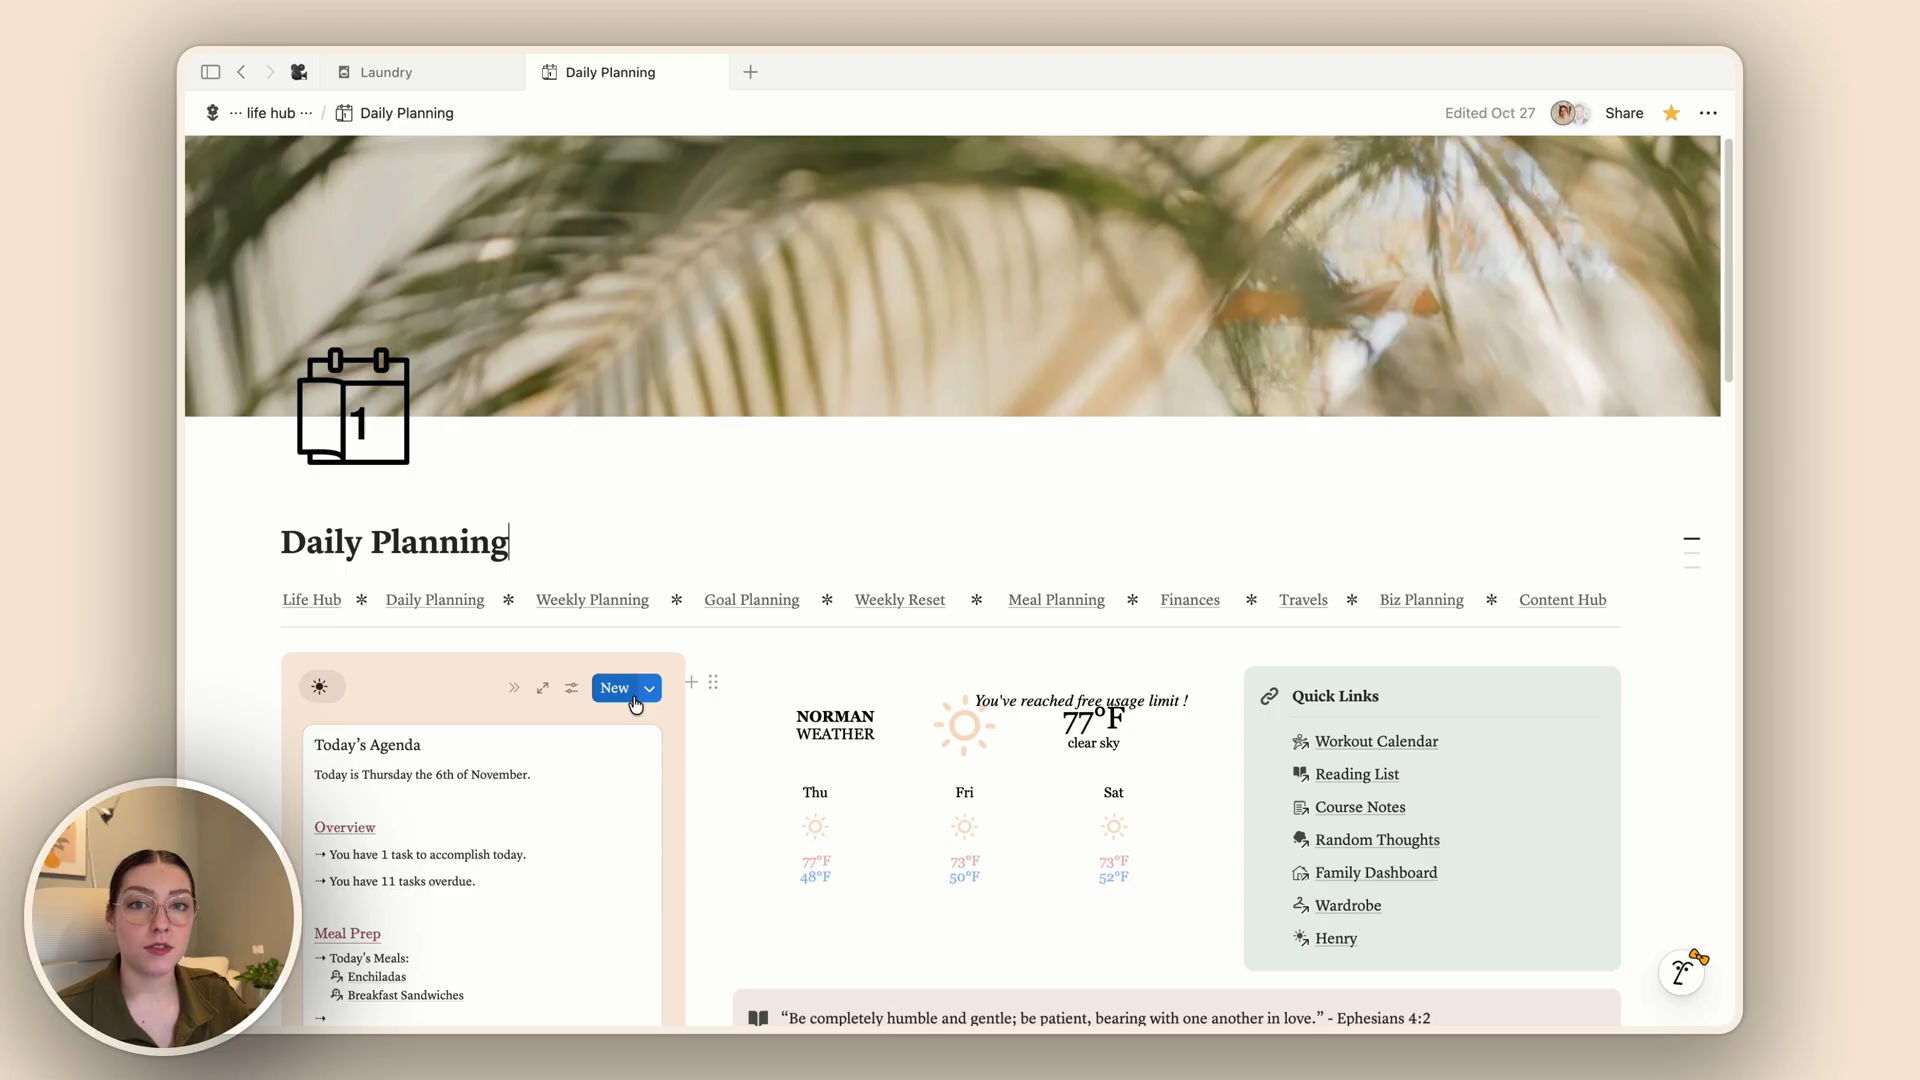 Laundry
Daily Planning
··· life hub ··· / Daily Planning
Edited Oct 27
Share
1
Daily Planning
Life Hub * Daily Planning * Weekly Planning * Goal Planning * Weekly Reset * Meal Planning * Finances * Travels * Biz Planning * Content Hub
New
Today's Agenda
Today is Thursday the 6th of November.
Overview
⇢ You have 1 task to accomplish today.
⇢ You have 11 tasks overdue.
Meal Prep
⇢ Today's Meals:
Enchiladas
Breakfast Sandwiches
⇢
You've reached free usage limit !
NORMAN
WEATHER
77°F
clear sky
Thu Fri Sat
77°F 73°F 73°F
48°F 50°F 52°F
Quick Links
Workout Calendar
Reading List
Course Notes
Random Thoughts
Family Dashboard
Wardrobe
Henry
“Be completely humble and gentle; be patient, bearing with one another in love.” - Ephesians 4:2